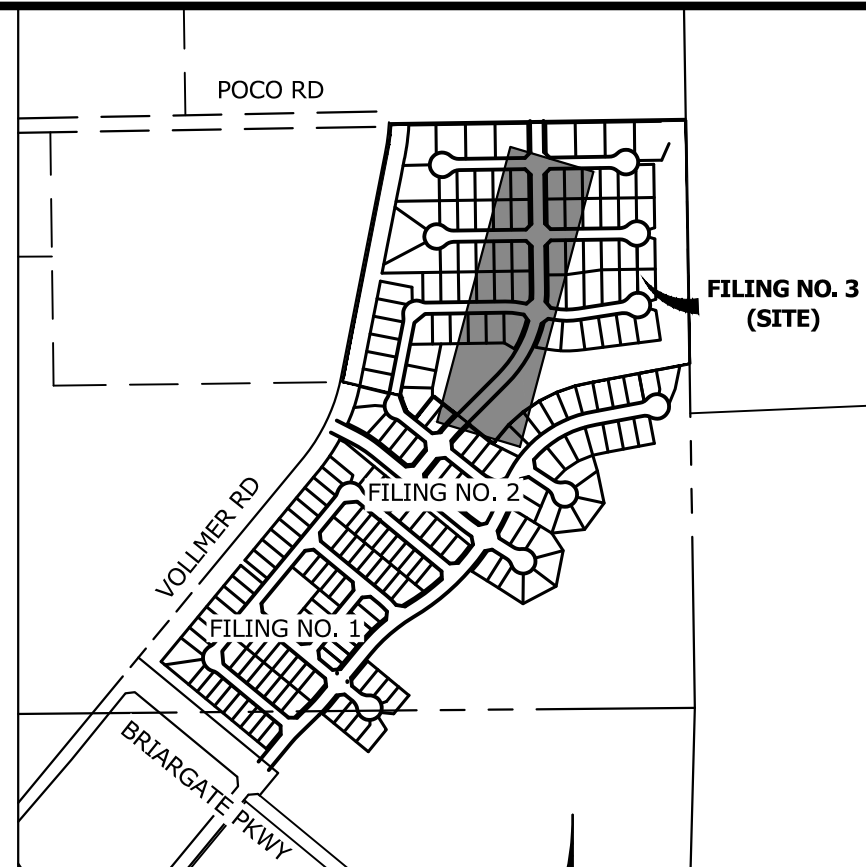 POCO RD
FILING NO. 3
(SITE)
FILING NO. 2
VOLLMER RD
FILING NO. 1
BRIARGATE PKWY